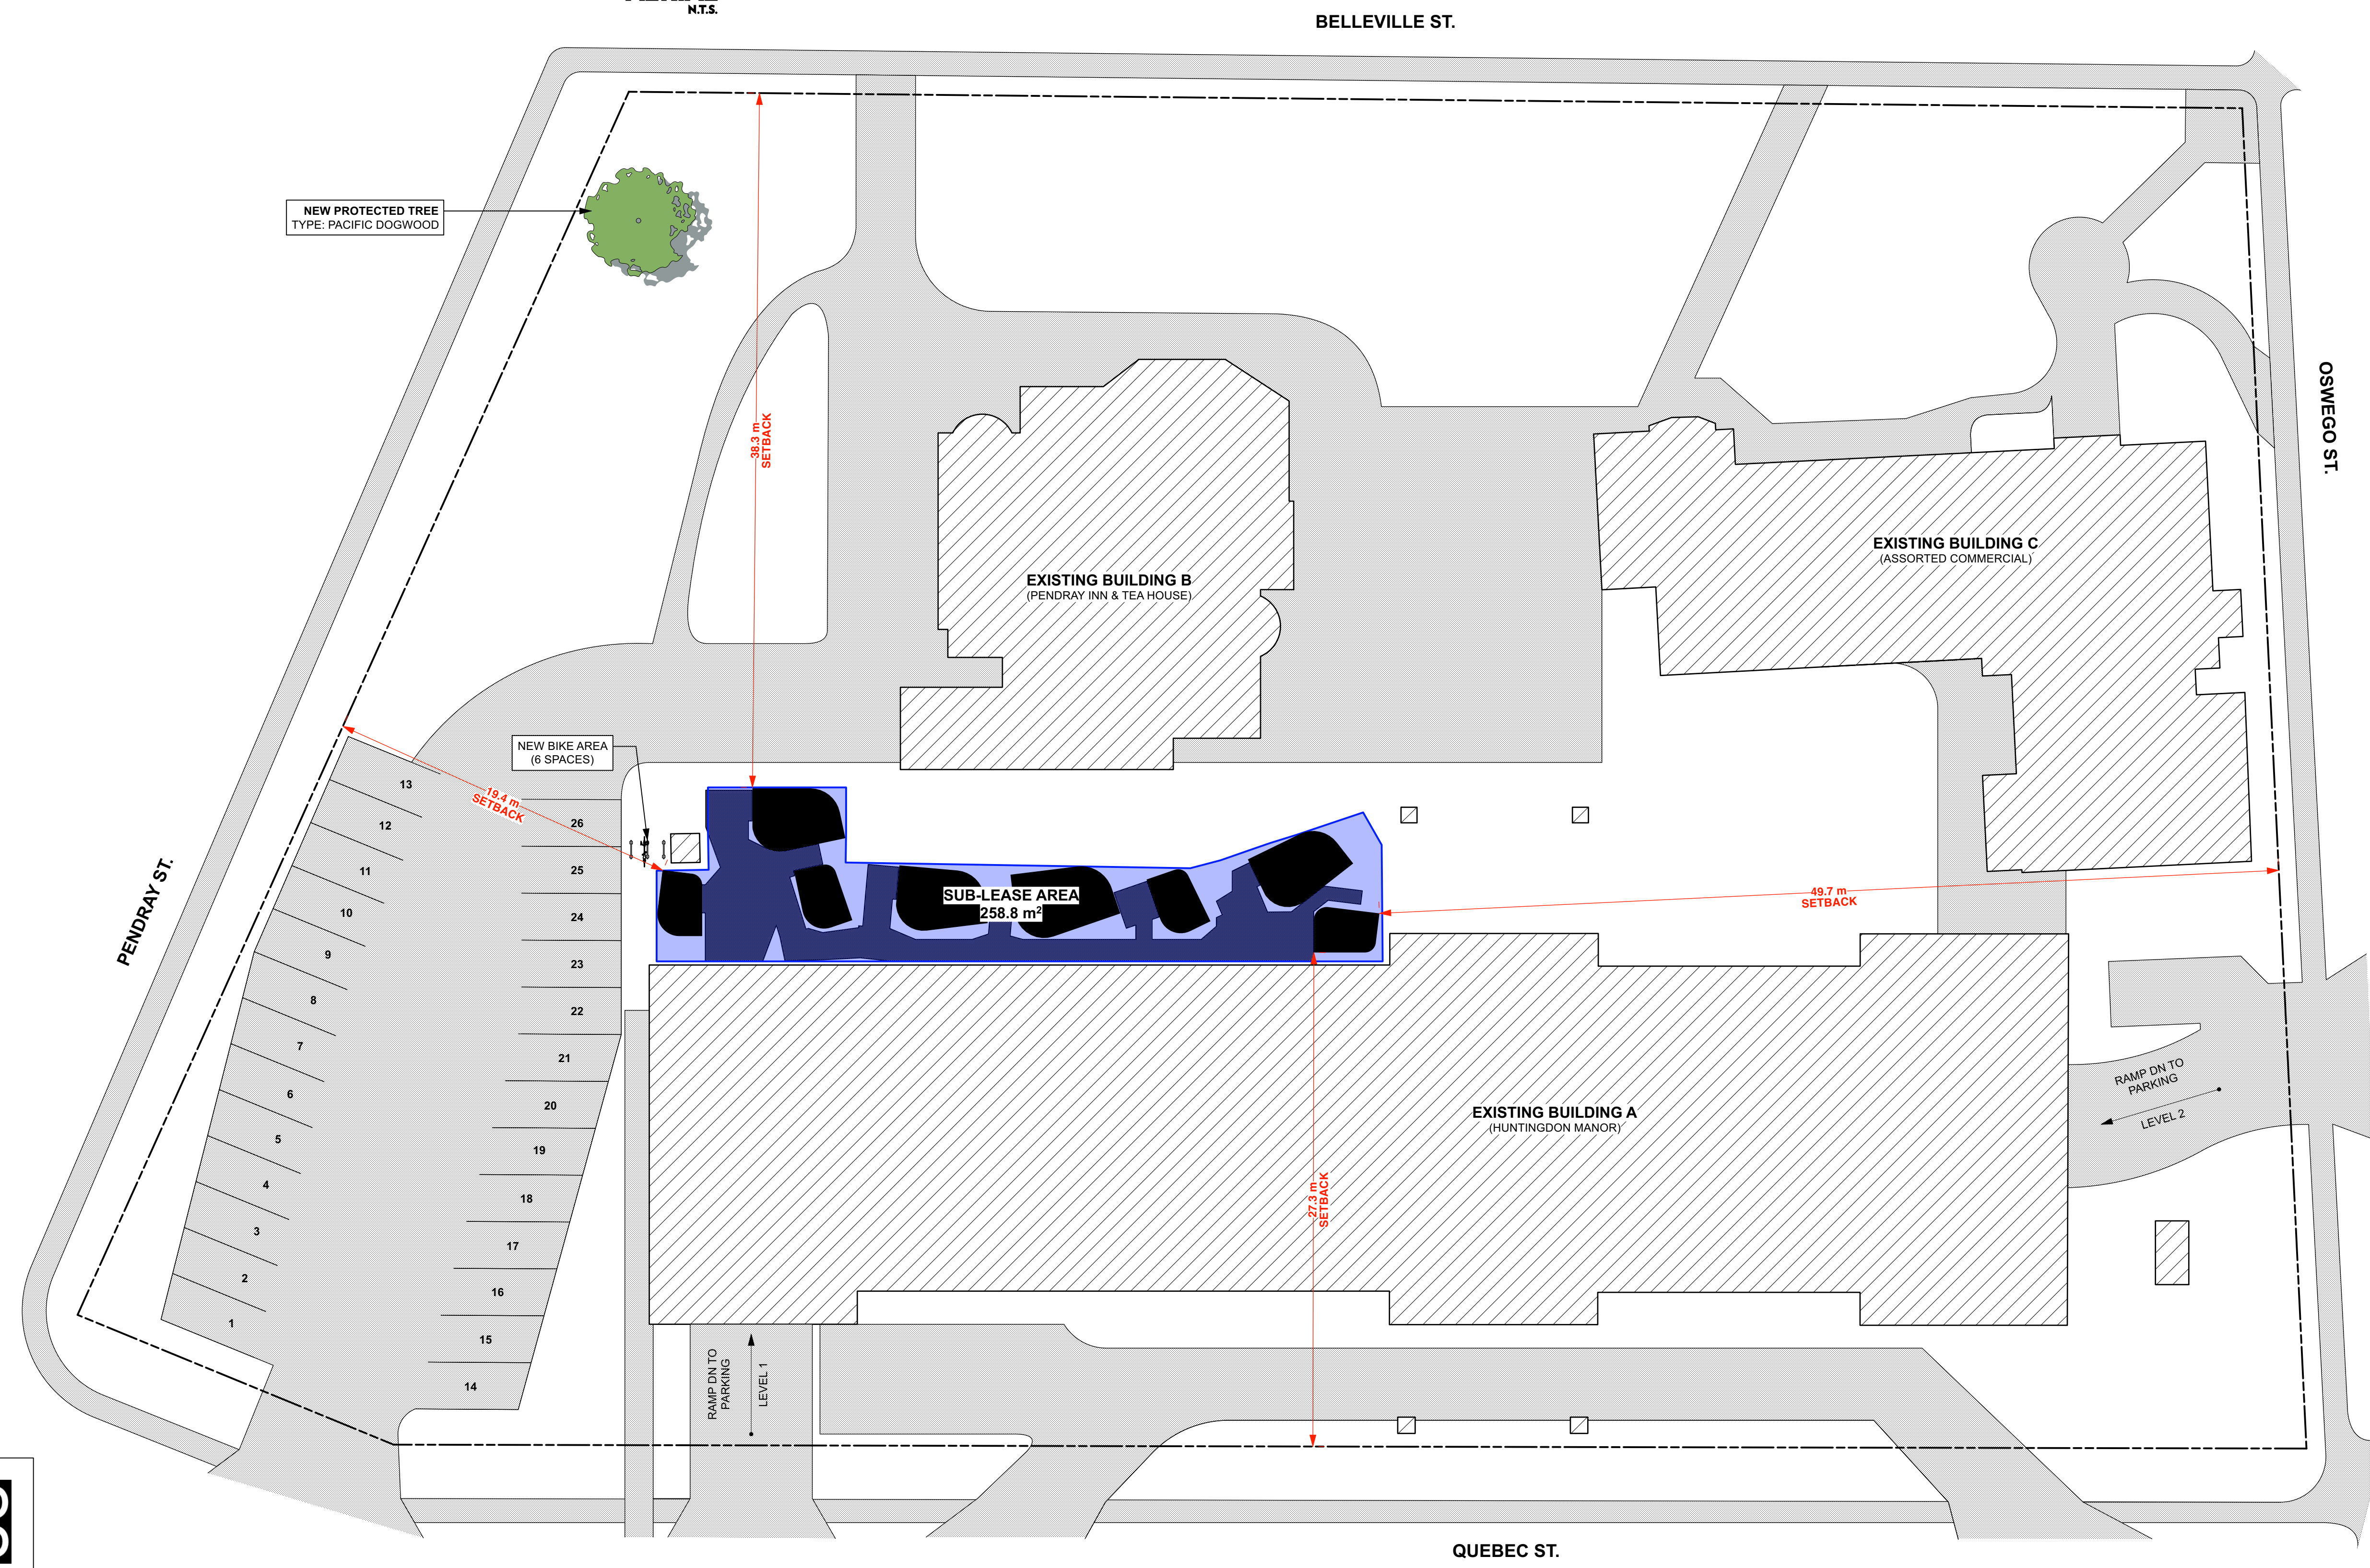 N.T.S.
BELLEVILLE ST.
NEW PROTECTED TREE
TYPE: PACIFIC DOGWOOD
38.3 m
SETBACK
OSWEGO ST.
EXISTING BUILDING C
(ASSORTED COMMERCIAL)
EXISTING BUILDING B
(PENDRAY INN & TEA HOUSE)
NEW BIKE AREA
(6 SPACES)
19.4 m
SETBACK
PENDRAY ST.
13
12
11
10
9
8
7
6
5
4
3
2
1
26
25
24
23
22
21
20
19
18
17
16
15
14
SUB-LEASE AREA
258.8 m²
49.7 m
SETBACK
EXISTING BUILDING A
(HUNTINGDON MANOR)
27.3 m
SETBACK
RAMP DN TO
PARKING
LEVEL 2
RAMP DN TO
PARKING
LEVEL 1
QUEBEC ST.